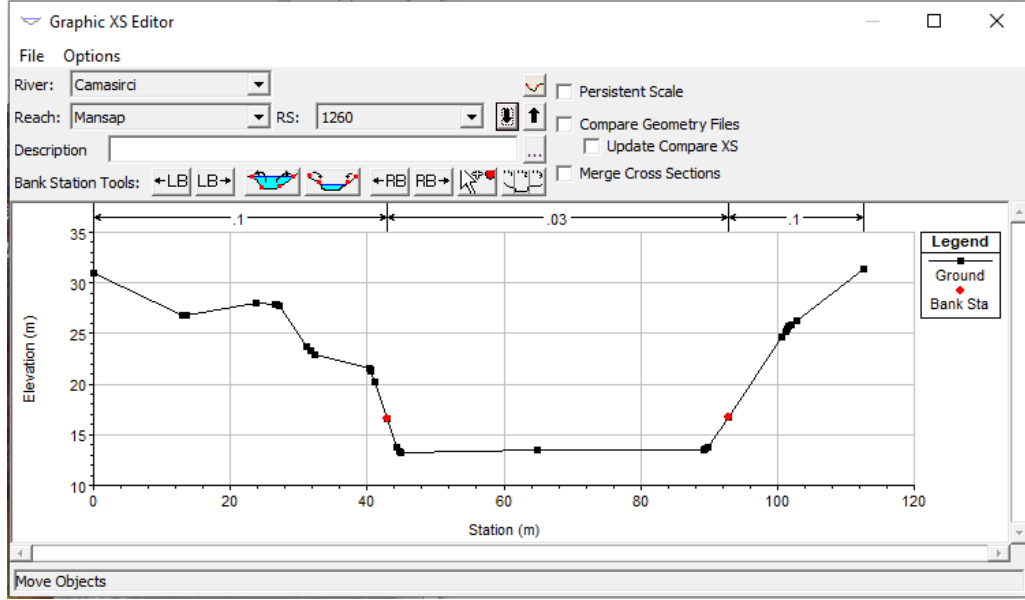 Graphic XS Editor
File Options
River: Camasirci
Persistent Scale
Reach: Mansap RS: 1260
Compare Geometry Files
Update Compare XS
Description ...
Merge Cross Sections
Bank Station Tools: LB LB RB RB
.1 .03 .1
35
30
25
20
15
10
Elevation (m)
0 20 40 60 80 100 120
Station (m)
Legend
Ground
Bank Sta
Move Objects